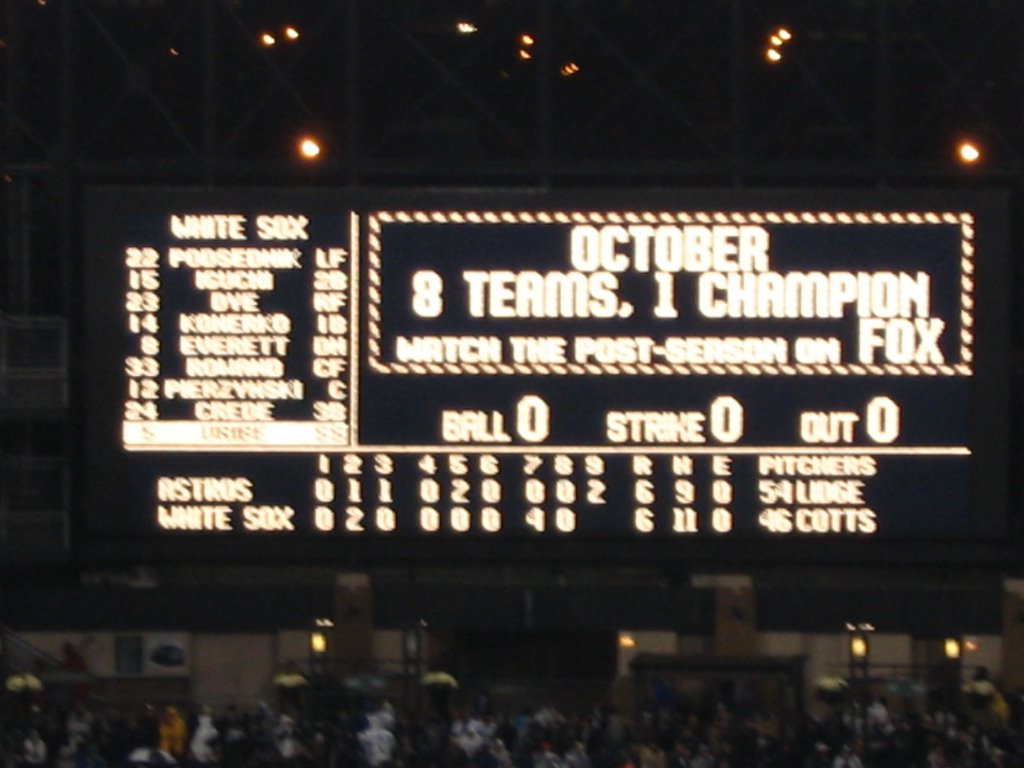 WHITE SOX
22 PODSEDNIK LF
15 IGUCHI 2B
23 DYE RF
14 KONERKO 1B
8 EVERETT DH
33 ROWAND CF
12 PIERZYNSKI C
24 CREDE 3B
5 URIBE SS
OCTOBER
8 TEAMS, 1 CHAMPION
WATCH THE POST-SEASON ON FOX
BALL 0 STRIKE 0 OUT 0
1 2 3 4 5 6 7 8 9 R H E PITCHERS
ASTROS 0 1 1 0 2 0 0 0 2 6 9 0 54 LIDGE
WHITE SOX 0 2 0 0 0 0 4 0 6 11 0 46 COTTS